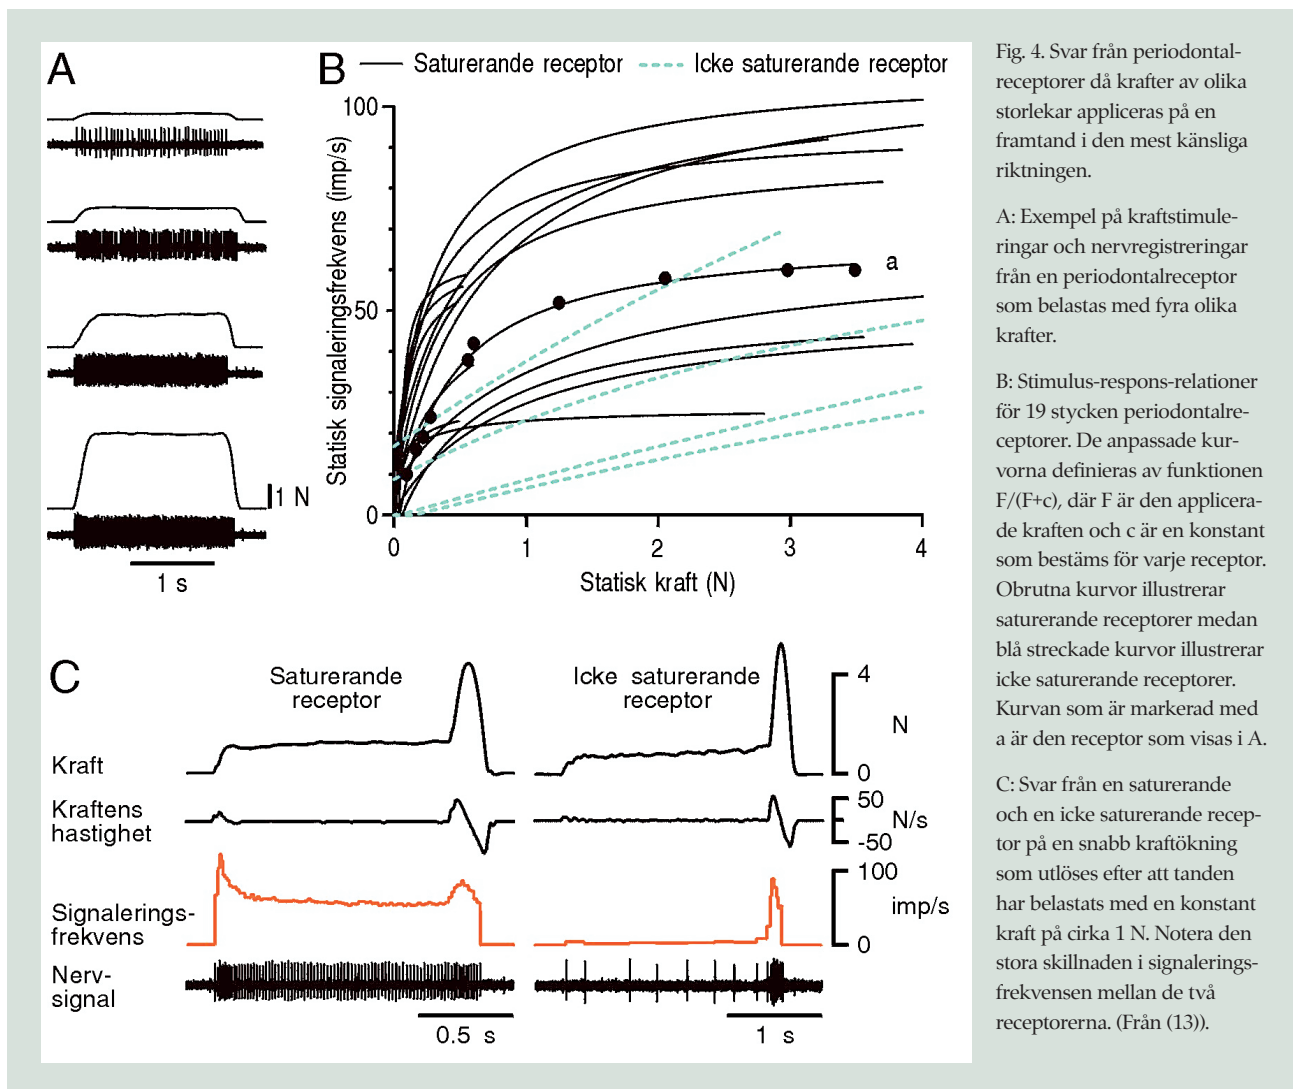 A
1 N
1 s
B
Saturerande receptor
Icke saturerande receptor
Statisk signaleringsfrekvens (imp/s)
100
50
0
a
0 1 2 3 4
Statisk kraft (N)
C
Saturerande
receptor
Icke saturerande
receptor
4
N
0
Kraft
Kraftens
hastighet
50
N/s
-50
100
imp/s
0
Signalerings-
frekvens
Nerv-
signal
0.5 s
1 s
Fig. 4. Svar från periodontal-
receptorer då krafter av olika
storlekar appliceras på en
framtand i den mest känsliga
riktningen.
A: Exempel på kraftstimule-
ringar och nervregistreringar
från en periodontalreceptor
som belastas med fyra olika
krafter.
B: Stimulus-respons-relationer
för 19 stycken periodontalre-
ceptorer. De anpassade kur-
vorna definieras av funktionen
F/(F+c), där F är den applicera-
de kraften och c är en konstant
som bestäms för varje receptor.
Obrutna kurvor illustrerar
saturerande receptorer medan
blå streckade kurvor illustrerar
icke saturerande receptorer.
Kurvan som är markerad med
a är den receptor som visas i A.
C: Svar från en saturerande
och en icke saturerande recep-
tor på en snabb kraftökning
som utlöses efter att tanden
har belastats med en konstant
kraft på cirka 1 N. Notera den
stora skillnaden i signalerings-
frekvensen mellan de två
receptorerna. (Från (13)).